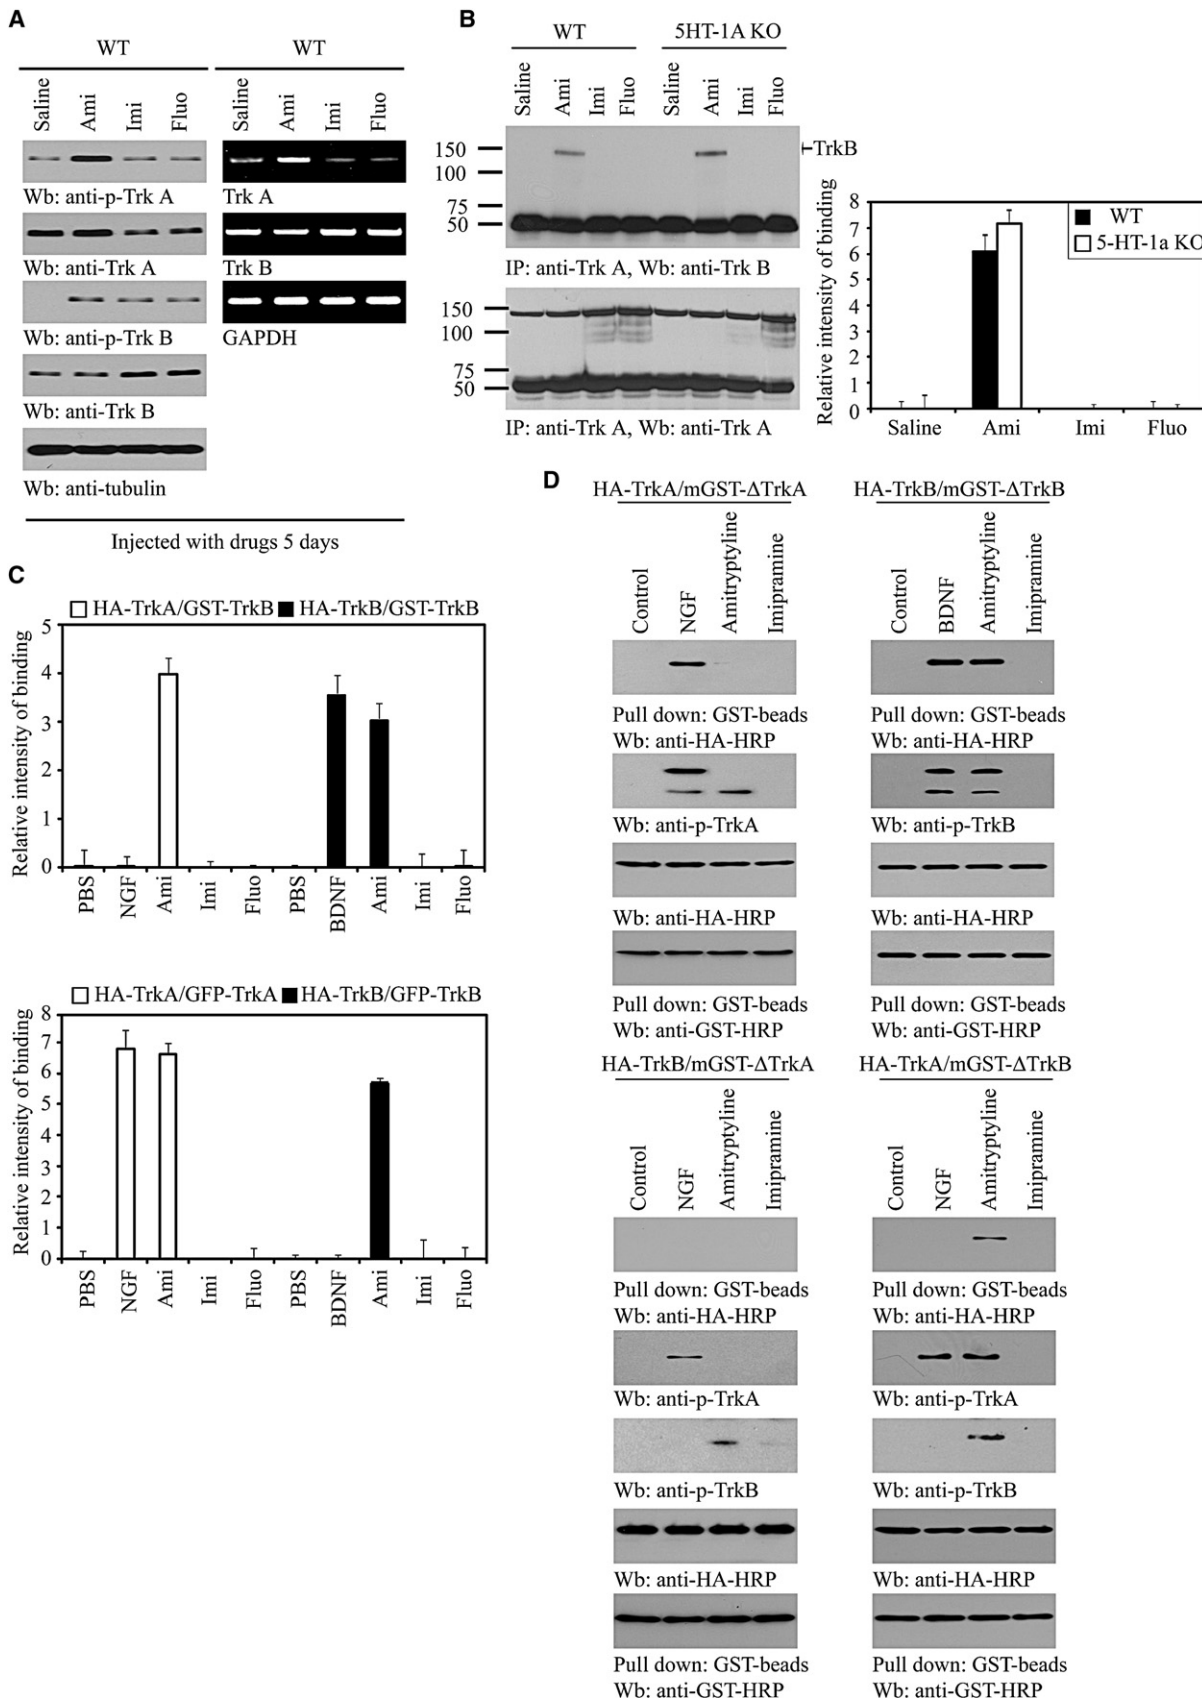 A
WT WT
Saline Ami Imi Fluo Saline Ami Imi Fluo
Wb: anti-p-Trk A Trk A
Wb: anti-Trk A Trk B
Wb: anti-p-Trk B GAPDH
Wb: anti-Trk B
Wb: anti-tubulin
Injected with drugs 5 days
B
WT 5HT-1A KO
Saline Ami Imi Fluo Saline Ami Imi Fluo
150
100
75
50
TrkB
IP: anti-Trk A, Wb: anti-Trk B
150
100
75
50
IP: anti-Trk A, Wb: anti-Trk A
Relative intensity of binding
8
7
6
5
4
3
2
1
0
WT
5-HT-1a KO
Saline Ami Imi Fluo
C
HA-TrkA/GST-TrkB HA-TrkB/GST-TrkB
Relative intensity of binding
5
4
3
2
1
0
PBS NGF Ami Imi Fluo PBS BDNF Ami Imi Fluo
HA-TrkA/GFP-TrkA HA-TrkB/GFP-TrkB
Relative intensity of binding
8
7
6
5
4
3
2
1
0
PBS NGF Ami Imi Fluo PBS BDNF Ami Imi Fluo
D
HA-TrkA/mGST-ΔTrkA
Control NGF Amitryptyline Imipramine
Pull down: GST-beads
Wb: anti-HA-HRP
Wb: anti-p-TrkA
Wb: anti-HA-HRP
Pull down: GST-beads
Wb: anti-GST-HRP
HA-TrkB/mGST-ΔTrkB
Control BDNF Amitryptyline Imipramine
Pull down: GST-beads
Wb: anti-HA-HRP
Wb: anti-p-TrkB
Wb: anti-HA-HRP
Pull down: GST-beads
Wb: anti-GST-HRP
HA-TrkB/mGST-ΔTrkA
Control NGF Amitryptyline Imipramine
Pull down: GST-beads
Wb: anti-HA-HRP
Wb: anti-p-TrkA
Wb: anti-p-TrkB
Wb: anti-HA-HRP
Pull down: GST-beads
Wb: anti-GST-HRP
HA-TrkA/mGST-ΔTrkB
Control NGF Amitryptyline Imipramine
Pull down: GST-beads
Wb: anti-HA-HRP
Wb: anti-p-TrkA
Wb: anti-p-TrkB
Wb: anti-HA-HRP
Pull down: GST-beads
Wb: anti-GST-HRP